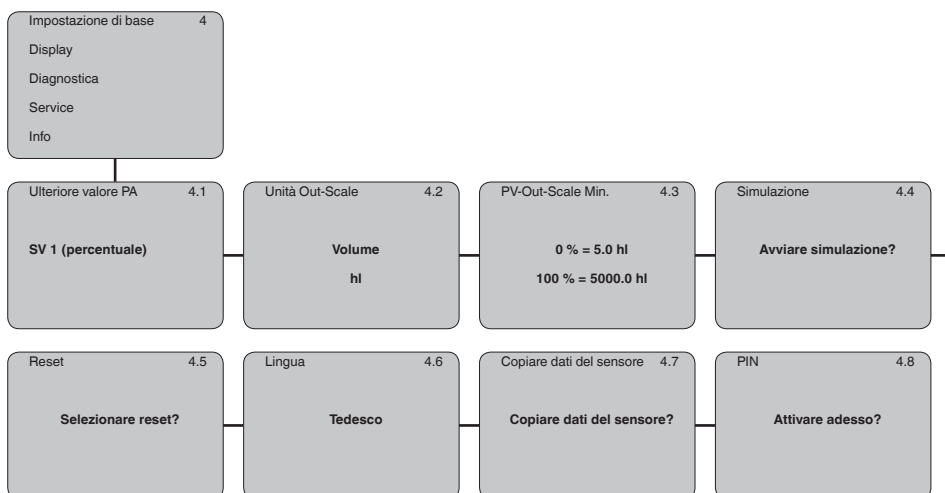 Impostazione di base 4
Display
Diagnostica
Service
Info
Ulteriore valore PA 4.1
SV 1 (percentuale)
Unità Out-Scale 4.2
Volume
hl
PV-Out-Scale Min. 4.3
0 % = 5.0 hl
100 % = 5000.0 hl
Simulazione 4.4
Avviare simulazione?
Reset 4.5
Selezionare reset?
Lingua 4.6
Tedesco
Copiare dati del sensore 4.7
Copiare dati del sensore?
PIN 4.8
Attivare adesso?